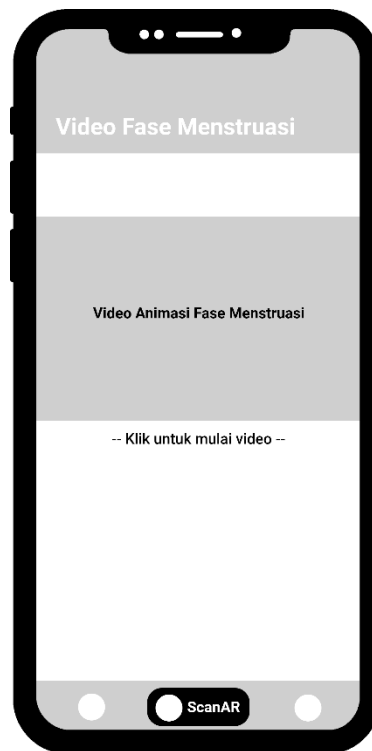 Video Fase Menstruasi
Video Animasi Fase Menstruasi
-- Klik untuk mulai video --
ScanAR